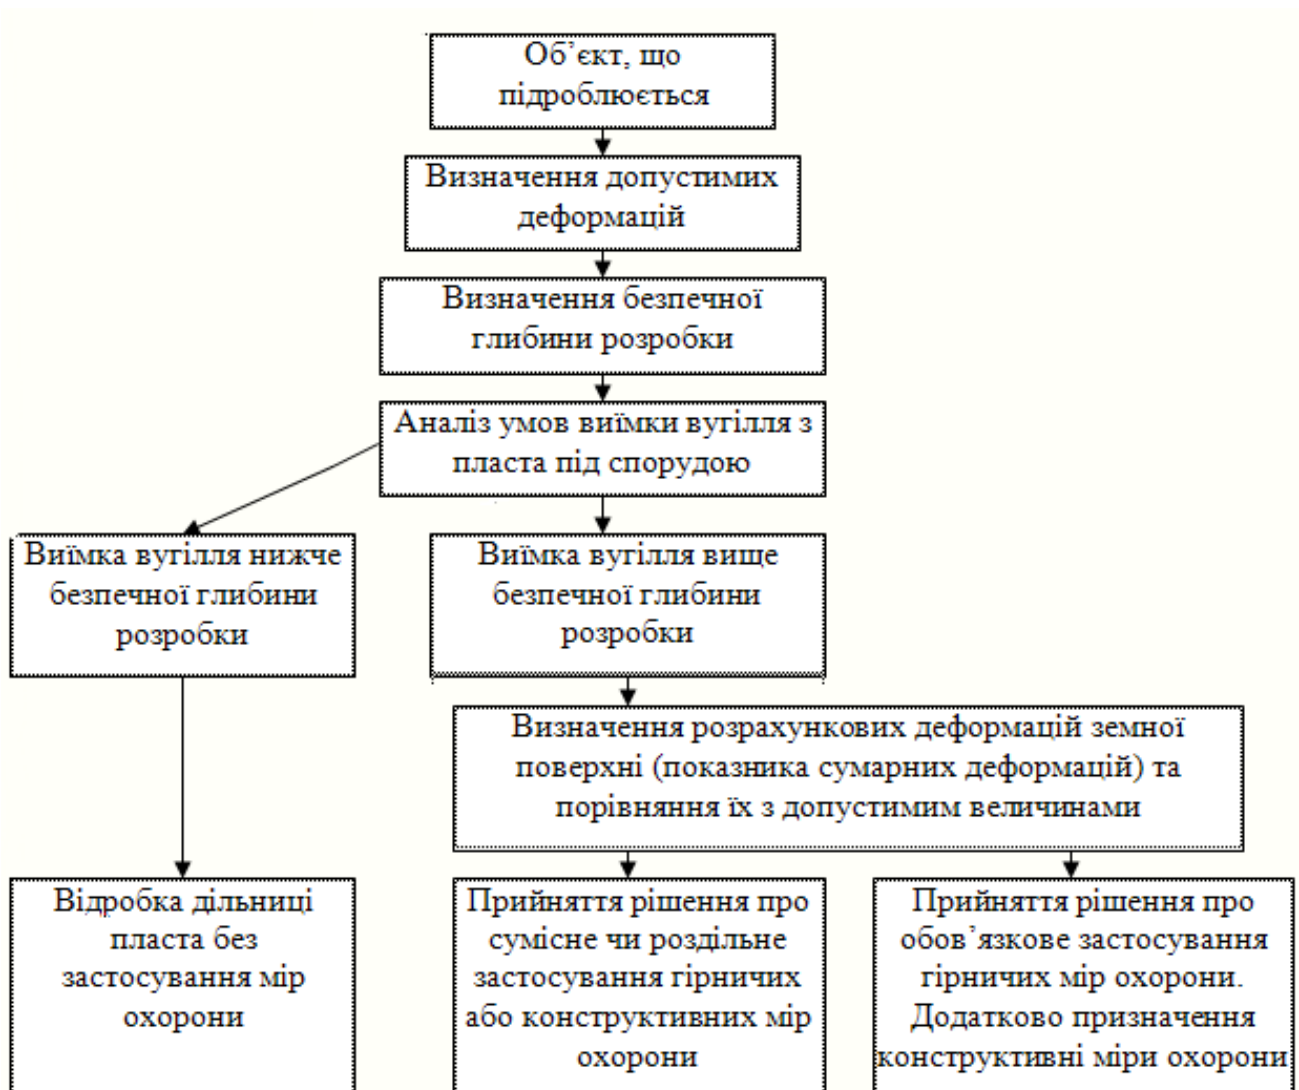 Об’єкт, що
підроблюється
Визначення допустимих
деформацій
Визначення безпечної
глибини розробки
Аналіз умов виїмки вугілля з
пласта під спорудою
Виїмка вугілля нижче
безпечної глибини
розробки
Виїмка вугілля вище
безпечної глибини
розробки
Визначення розрахункових деформацій земної
поверхні (показника сумарних деформацій) та
порівняння їх з допустимим величинами
Відробка дільниці
пласта без
застосування мір
охорони
Прийняття рішення про
сумісне чи роздільне
застосування гірничих
або конструктивних мір
охорони
Прийняття рішення про
обов’язкове застосування
гірничих мір охорони.
Додатково призначення
конструктивні міри охорони